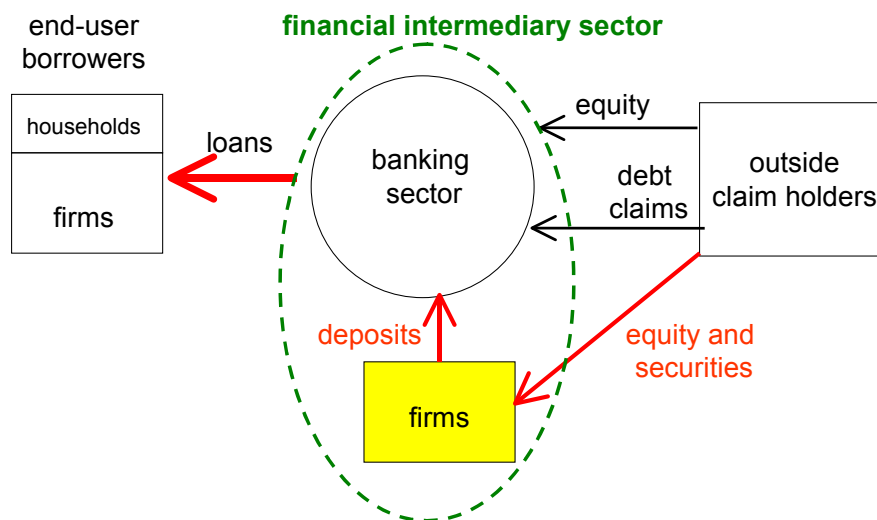 end-user
borrowers
financial intermediary sector
households
firms
loans
banking
sector
equity
debt
claims
outside
claim holders
deposits
equity and
securities
firms